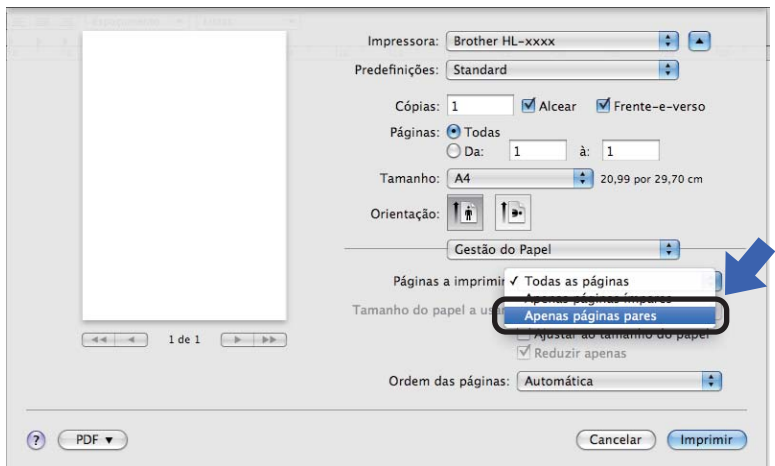 Impressora: Brother HL-xxxx
Predefinições: Standard
Cópias: 1 Alcear Frente-e-verso
Páginas: Todas
Da: 1 à: 1
Tamanho: A4 20,99 por 29,70 cm
Orientação:
Gestão do Papel
Páginas a imprimir Todas as páginas
Apenas páginas ímpares
Tamanho do papel a usar Apenas páginas pares
1 de 1
Ajustar ao tamanho do papel
Reduzir apenas
Ordem das páginas: Automática
? PDF Cancelar Imprimir